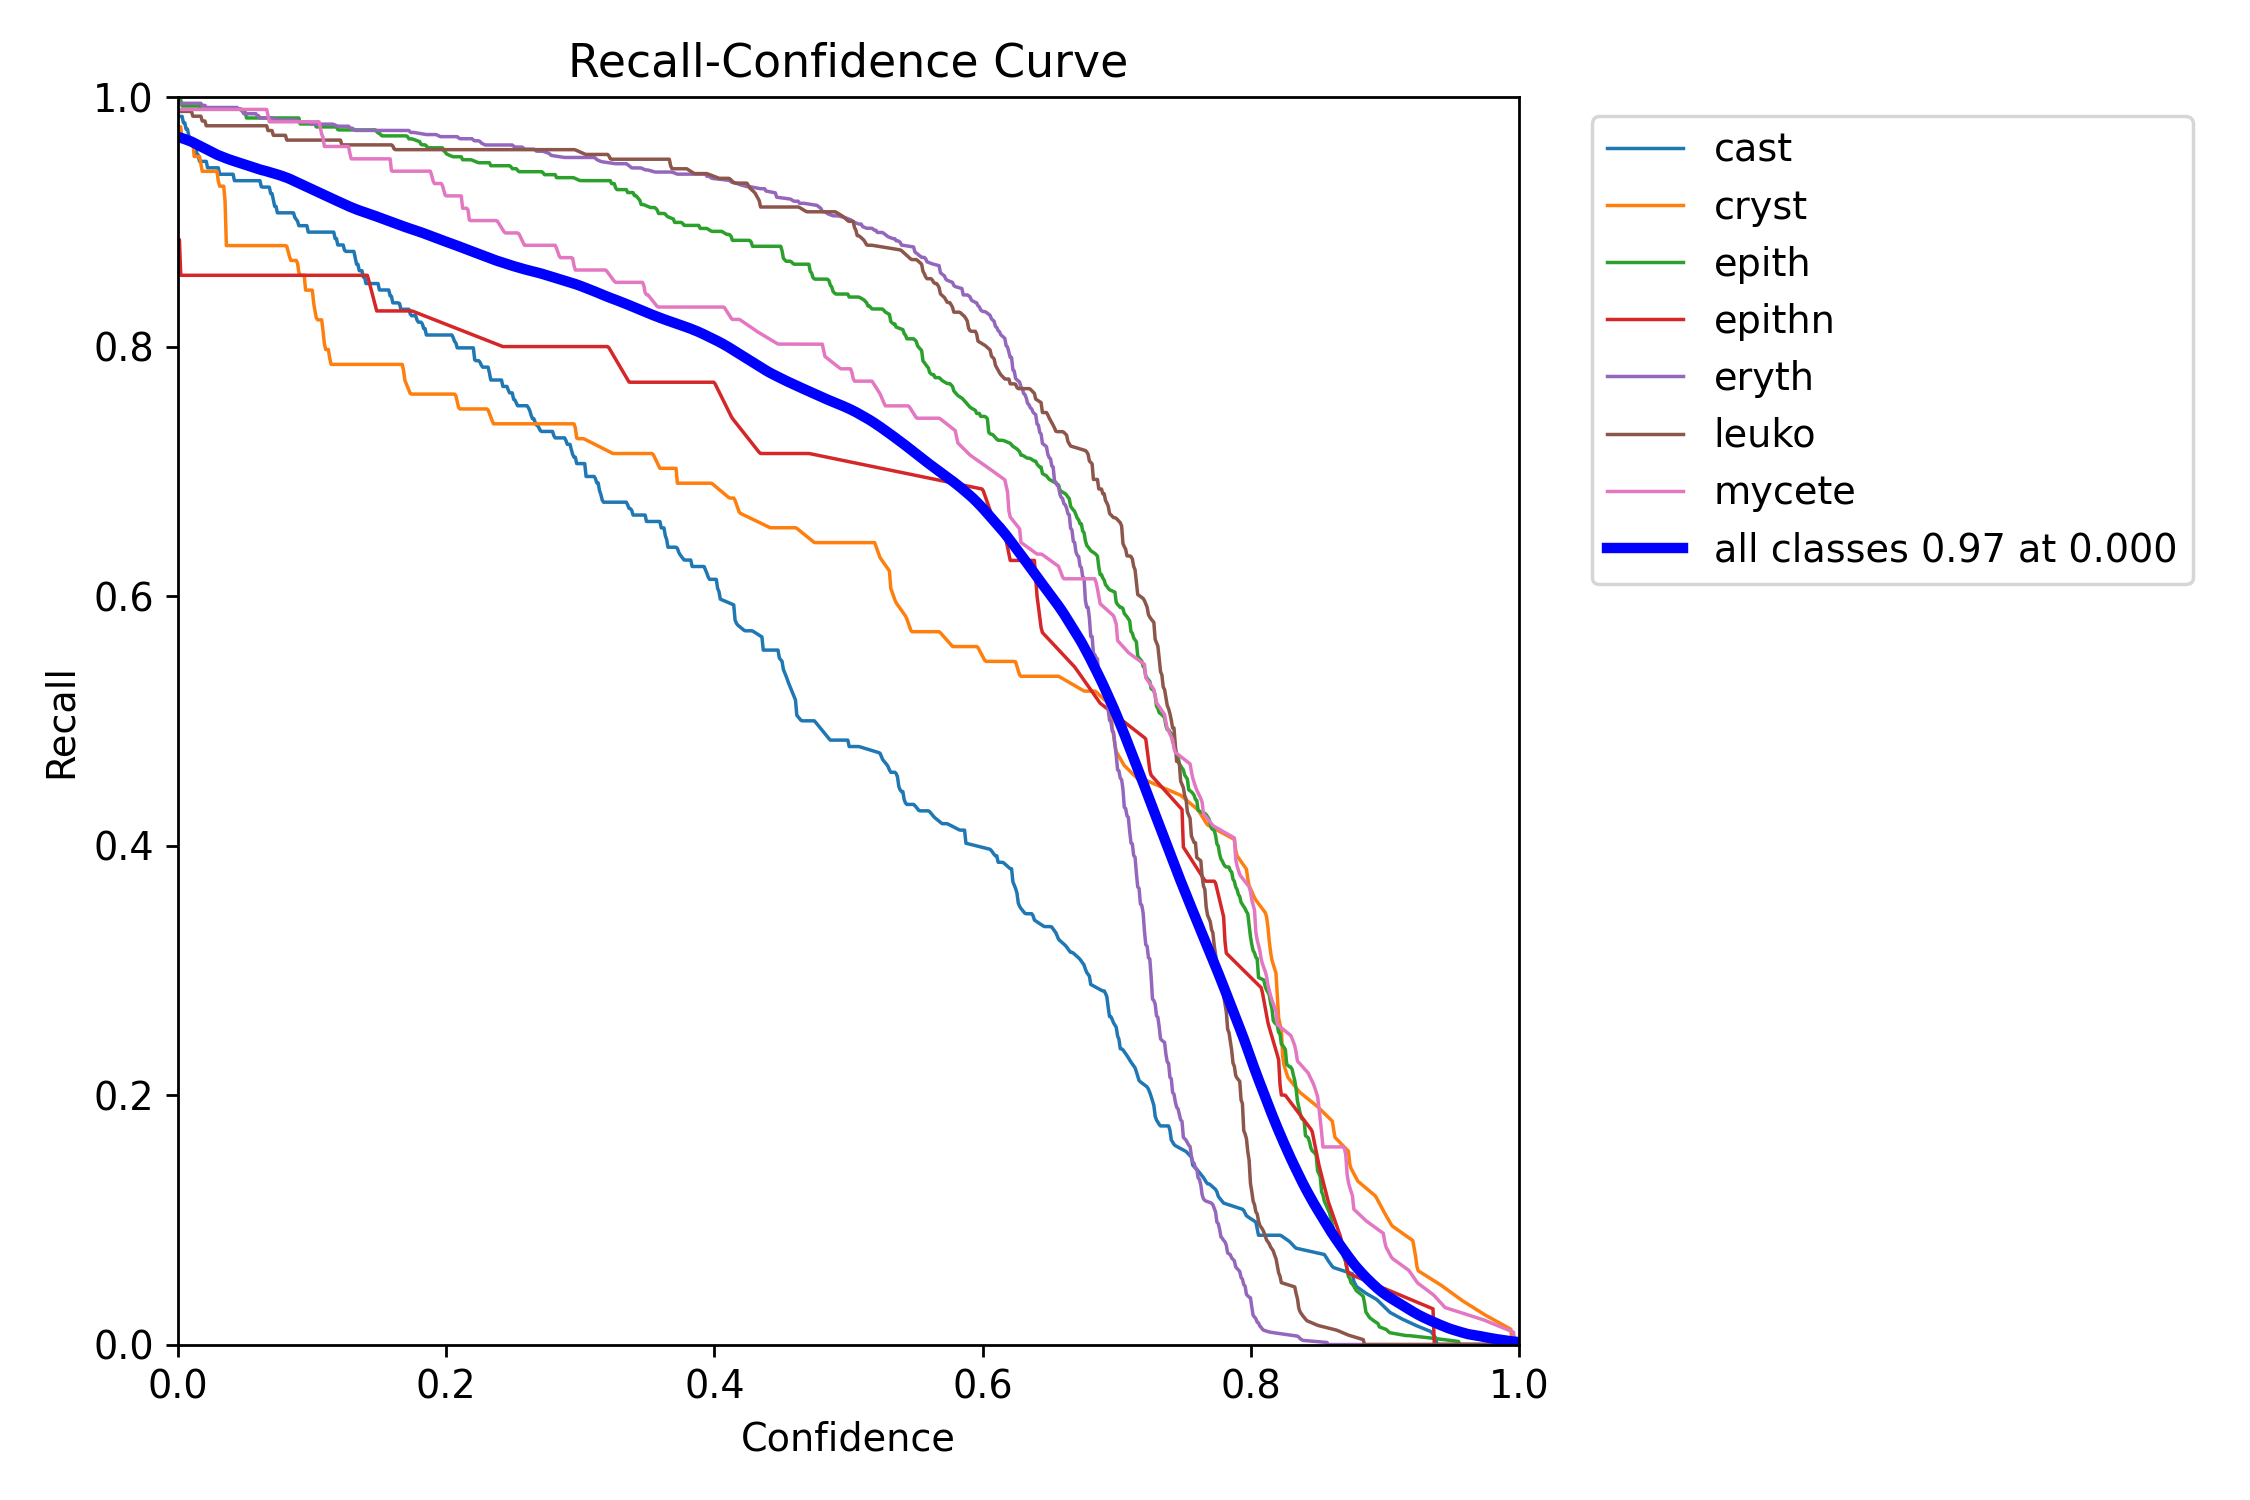 Recall-Confidence Curve
1.0
0.8
0.6
0.4
0.2
0.0
Recall
0.0 0.2 0.4 0.6 0.8 1.0
Confidence
cast
cryst
epith
epithn
eryth
leuko
mycete
all classes 0.97 at 0.000